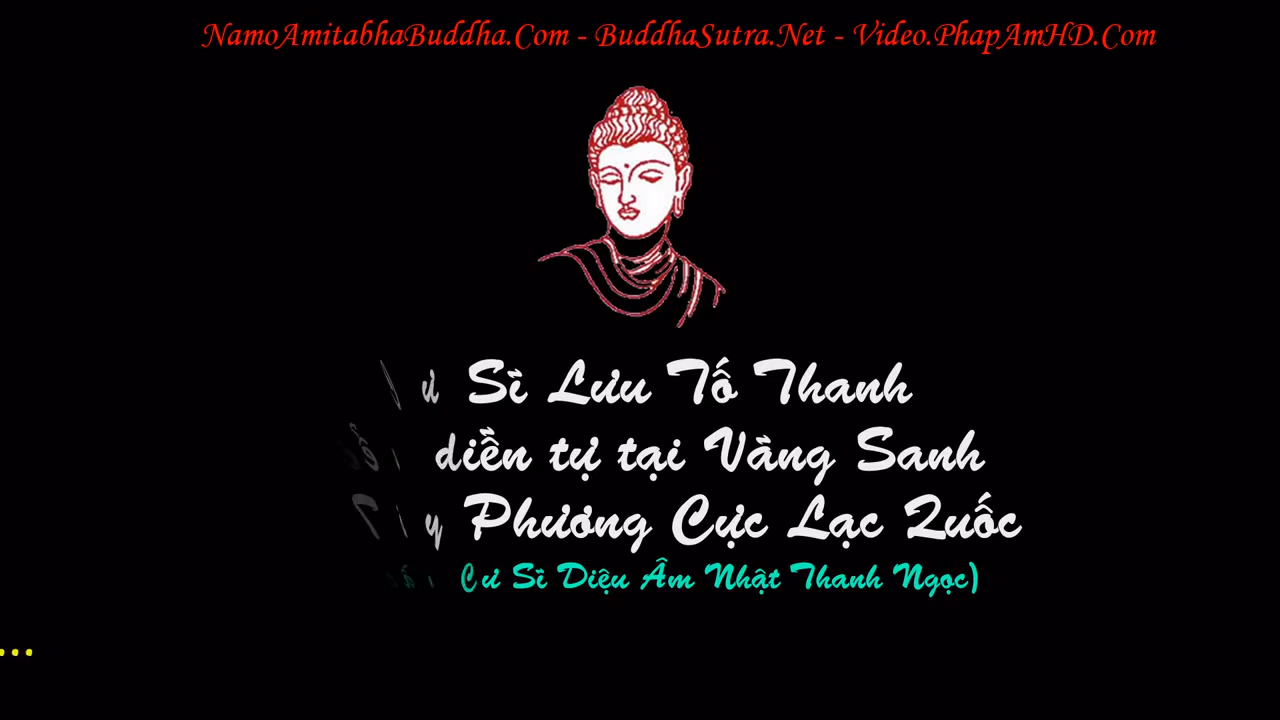 NamoAmitabhaBuddha.Com - BuddhaSutra.Net - Video.PhapAmHD.Com
Sĩ Lưu Tố Thanh
diễn tự tại Vãng Sanh
Phương Cực Lạc Quốc
Cư Sĩ Diệu Âm Nhật Thanh Ngọc)
...